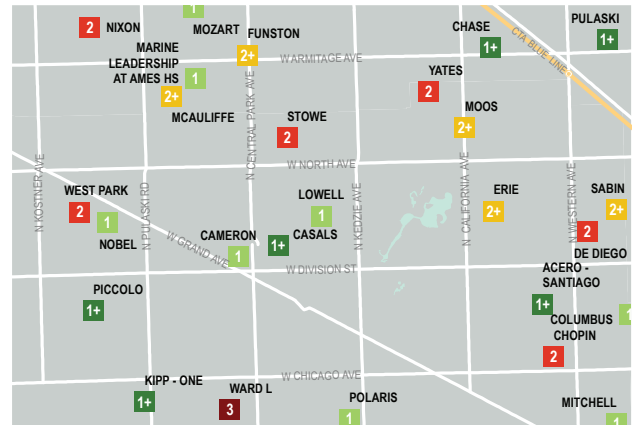 1
PULASKI
2
NIXON
MOZART
FUNSTON
CHASE
1+
1+
CTA BLUE LINE
MARINE
LEADERSHIP
AT AMES HS
1
2+
W ARMITAGE AVE
YATES
2
2+
MCAULIFFE
N CENTRAL PARK AVE
STOWE
2
MOOS
2+
W NORTH AVE
N KOSTNER AVE
N PULASKI RD
N KEDZIE AVE
N CALIFORNIA AVE
N WESTERN AVE
WEST PARK
2
1
NOBEL
LOWELL
1
ERIE
2+
SABIN
2+
2
DE DIEGO
W GRAND AVE
CAMERON
1
1+
CASALS
W DIVISION ST
PICCOLO
1+
ACERO -
SANTIAGO
1+
COLUMBUS
1
CHOPIN
2
W CHICAGO AVE
KIPP - ONE
1+
WARD L
3
POLARIS
1
MITCHELL
1